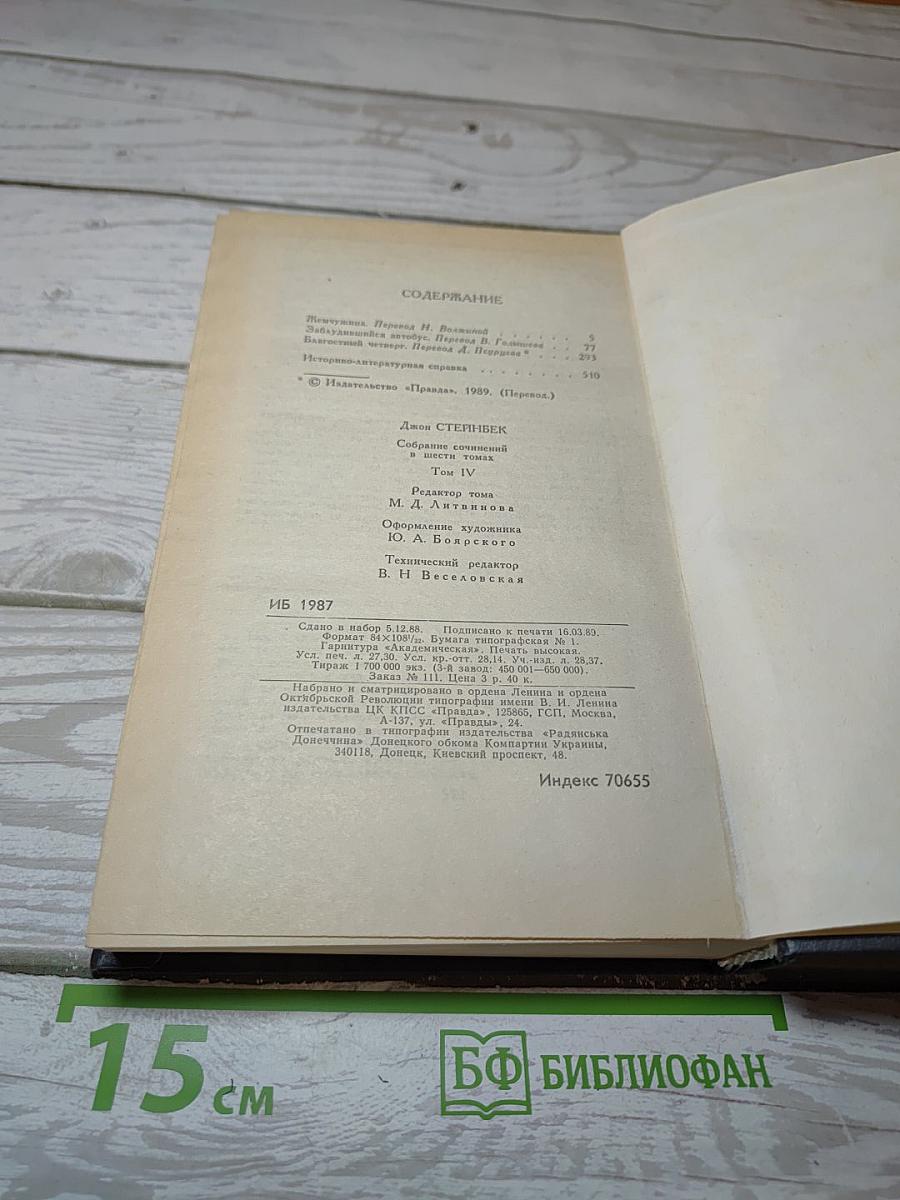 СОДЕРЖАНИЕ
Жемчужина. Перевод Н. Волжиной . . . . . . 5
Заблудившийся автобус. Перевод В. Голышева . . 77
Благостный четверг. Перевод Д. Псурцева * . . . 293
Историко-литературная справка . . . . . . . 510
* © Издательство «Правда». 1989. (Перевод.)
Джон СТЕЙНБЕК
Собрание сочинений
в шести томах
Том IV
Редактор тома
М. Д. Литвинова
Оформление художника
Ю. А. Боярского
Технический редактор
В. Н Веселовская
ИБ 1987
Сдано в набор 5.12.88. Подписано к печати 16.03.89.
Формат 84×108¹/₃₂. Бумага типографская № 1.
Гарнитура «Академическая». Печать высокая.
Усл. печ. л. 27,30. Усл. кр.-отт. 28,14. Уч.-изд. л. 28,37.
Тираж 1 700 000 экз. (3-й завод: 450 001—650 000).
Заказ № 111. Цена 3 р. 40 к.
Набрано и сматрицировано в ордена Ленина и ордена
Октябрьской Революции типографии имени В. И. Ленина
издательства ЦК КПСС «Правда», 125865, ГСП, Москва,
А-137, ул. «Правды», 24.
Отпечатано в типографии издательства «Радянська
Донеччина» Донецкого обкома Компартии Украины,
340118, Донецк, Киевский проспект, 48.
Индекс 70655
15 см
БФ БИБЛИОФАН